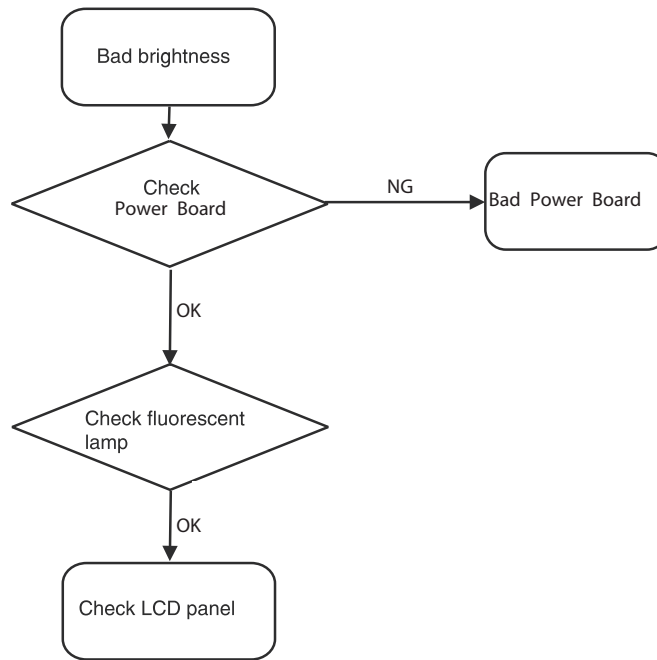 Bad brightness
Check
Power Board
NG
Bad Power Board
OK
Check fluorescent
lamp
OK
Check LCD panel